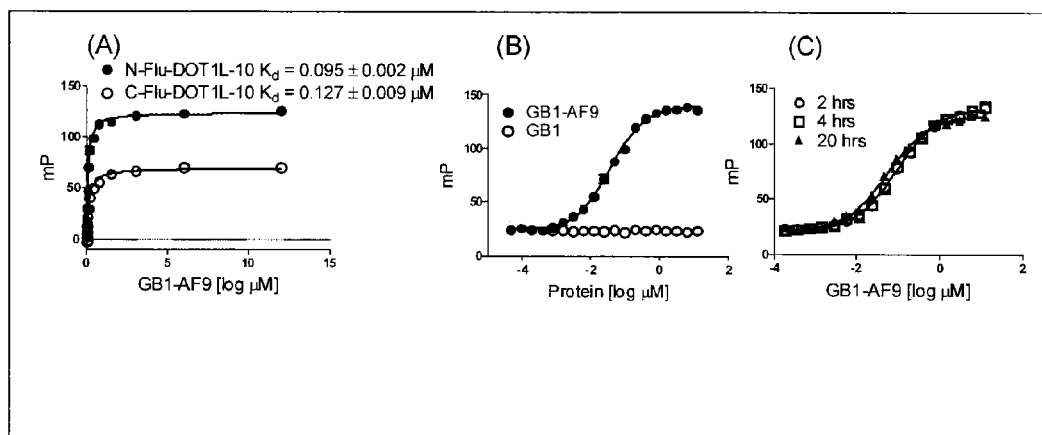 (A)
N-Flu-DOT1L-10 Kd = 0.095 ± 0.002 μM
C-Flu-DOT1L-10 Kd = 0.127 ± 0.009 μM
150
100
50
0
mP
0 5 10 15
GB1-AF9 [log μM]
(B)
GB1-AF9
GB1
150
100
50
0
mP
-4 -2 0 2
Protein [log μM]
(C)
2 hrs
4 hrs
20 hrs
150
100
50
0
mP
-4 -2 0 2
GB1-AF9 [log μM]